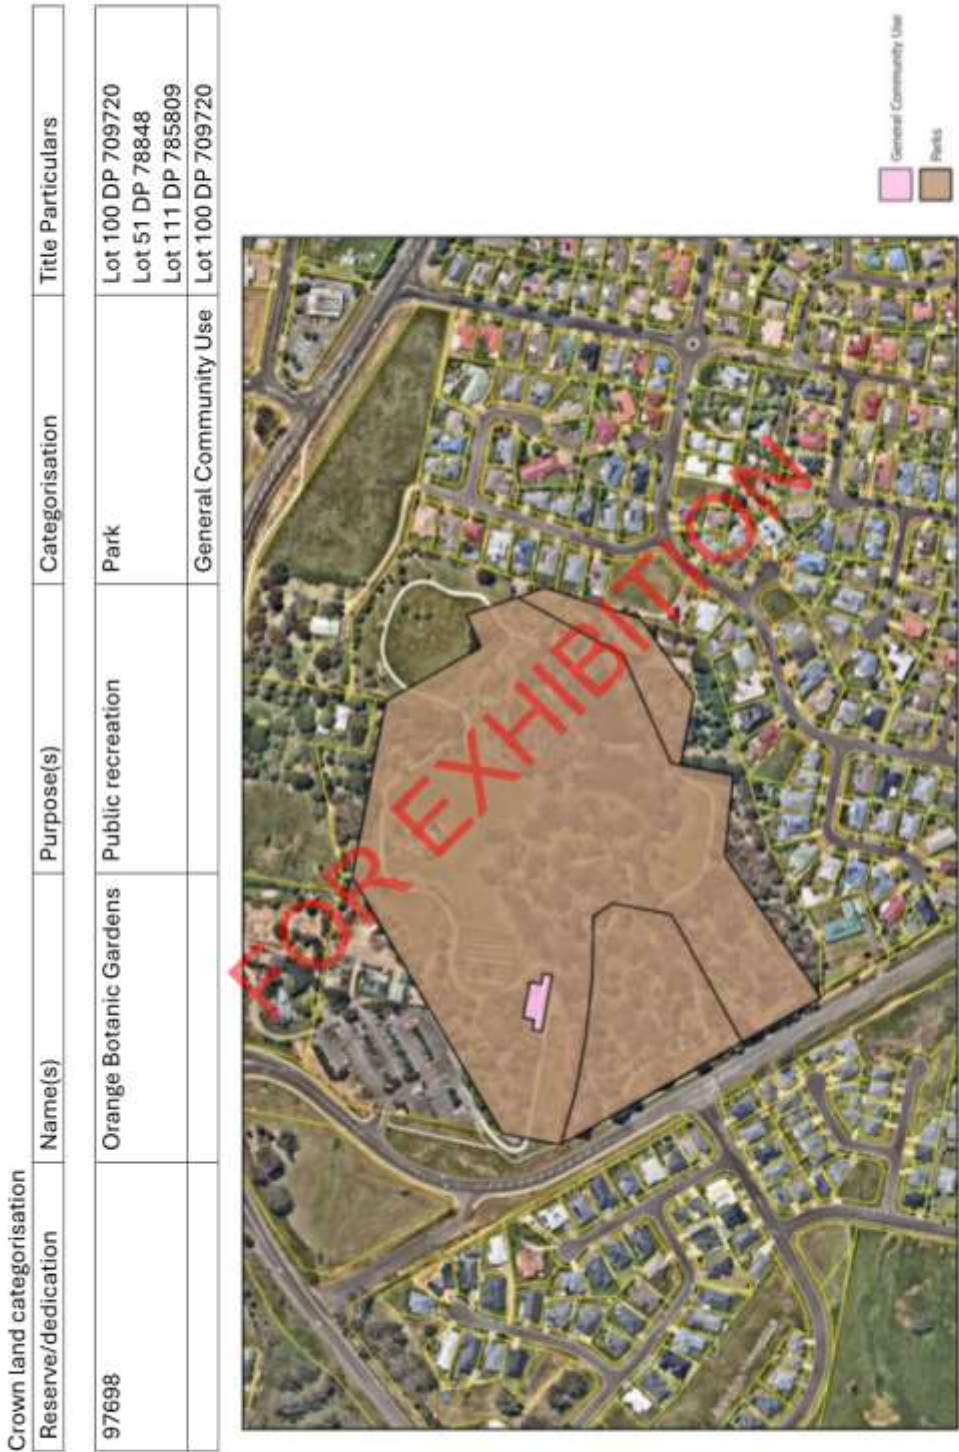 Crown land categorisation
Reserve/dedication Name(s) Purpose(s) Categorisation Title Particulars
97698 Orange Botanic Gardens Public recreation Park Lot 100 DP 709720
Lot 51 DP 78848
Lot 111 DP 785809
General Community Use Lot 100 DP 709720
FOR EXHIBITION
General Community Use
Parks